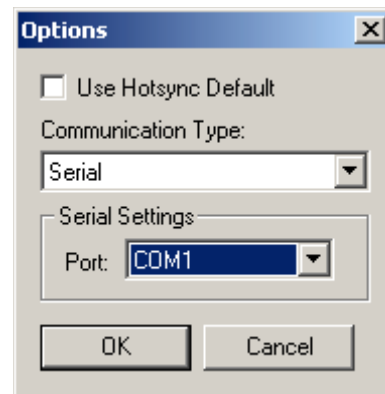 Options
Use Hotsync Default
Communication Type:
Serial
Serial Settings
Port: COM1
OK Cancel